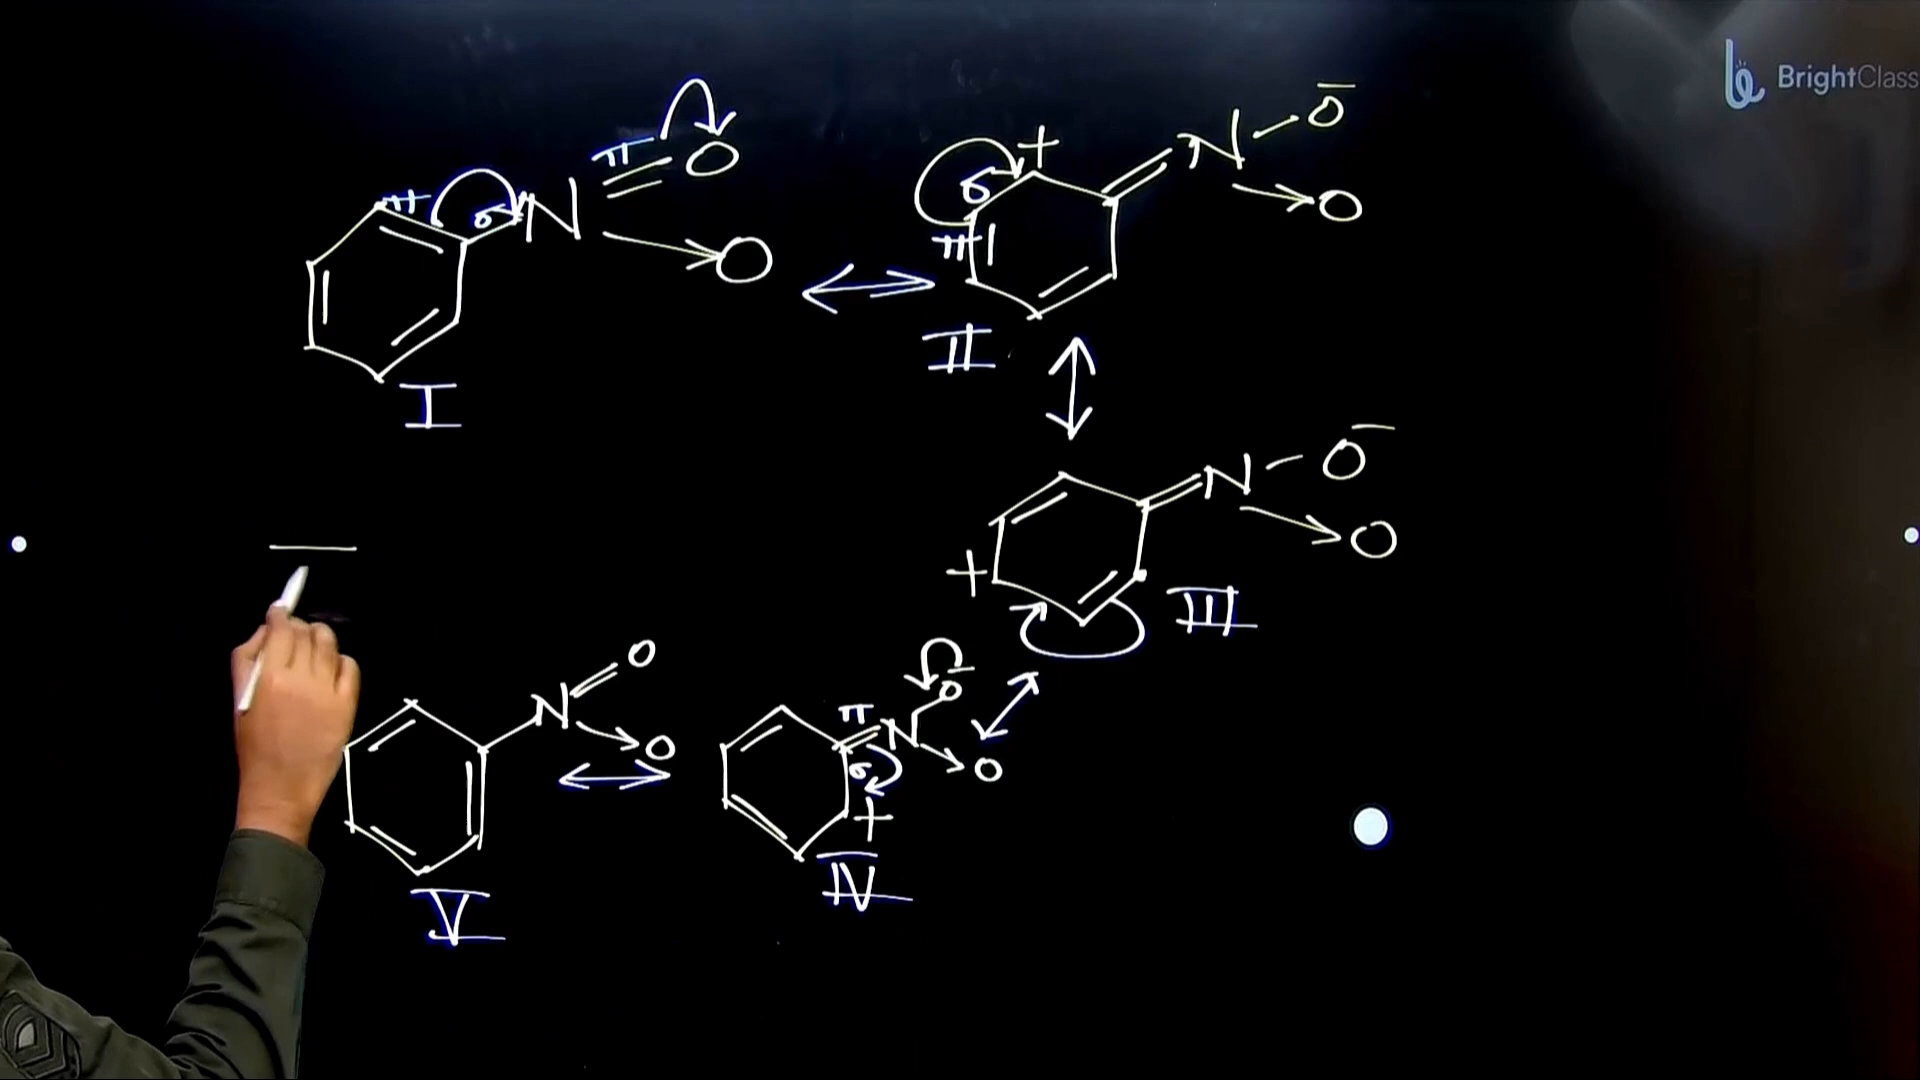 BrightClass
π O
π σ N
O
I
+ N O⁻
σ
π O
II
N O⁻
+ O
III
O⁻
π N
σ O
+
IV
O
N
O
V